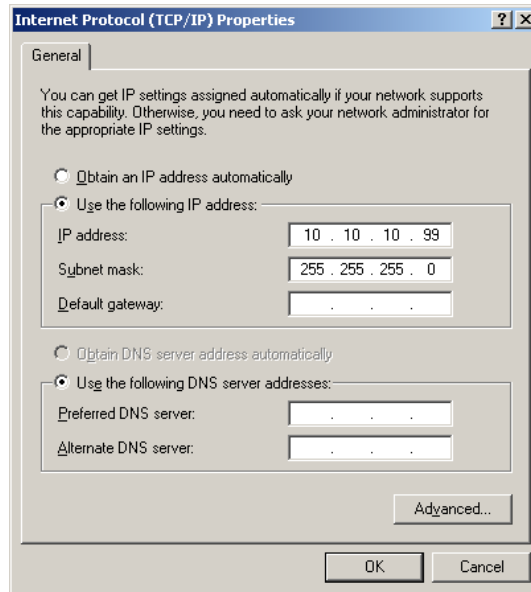 Internet Protocol (TCP/IP) Properties
General
You can get IP settings assigned automatically if your network supports
this capability. Otherwise, you need to ask your network administrator for
the appropriate IP settings.
Obtain an IP address automatically
Use the following IP address:
IP address: 10 . 10 . 10 . 99
Subnet mask: 255 . 255 . 255 . 0
Default gateway: . . .
Obtain DNS server address automatically
Use the following DNS server addresses:
Preferred DNS server: . . .
Alternate DNS server: . . .
Advanced...
OK Cancel